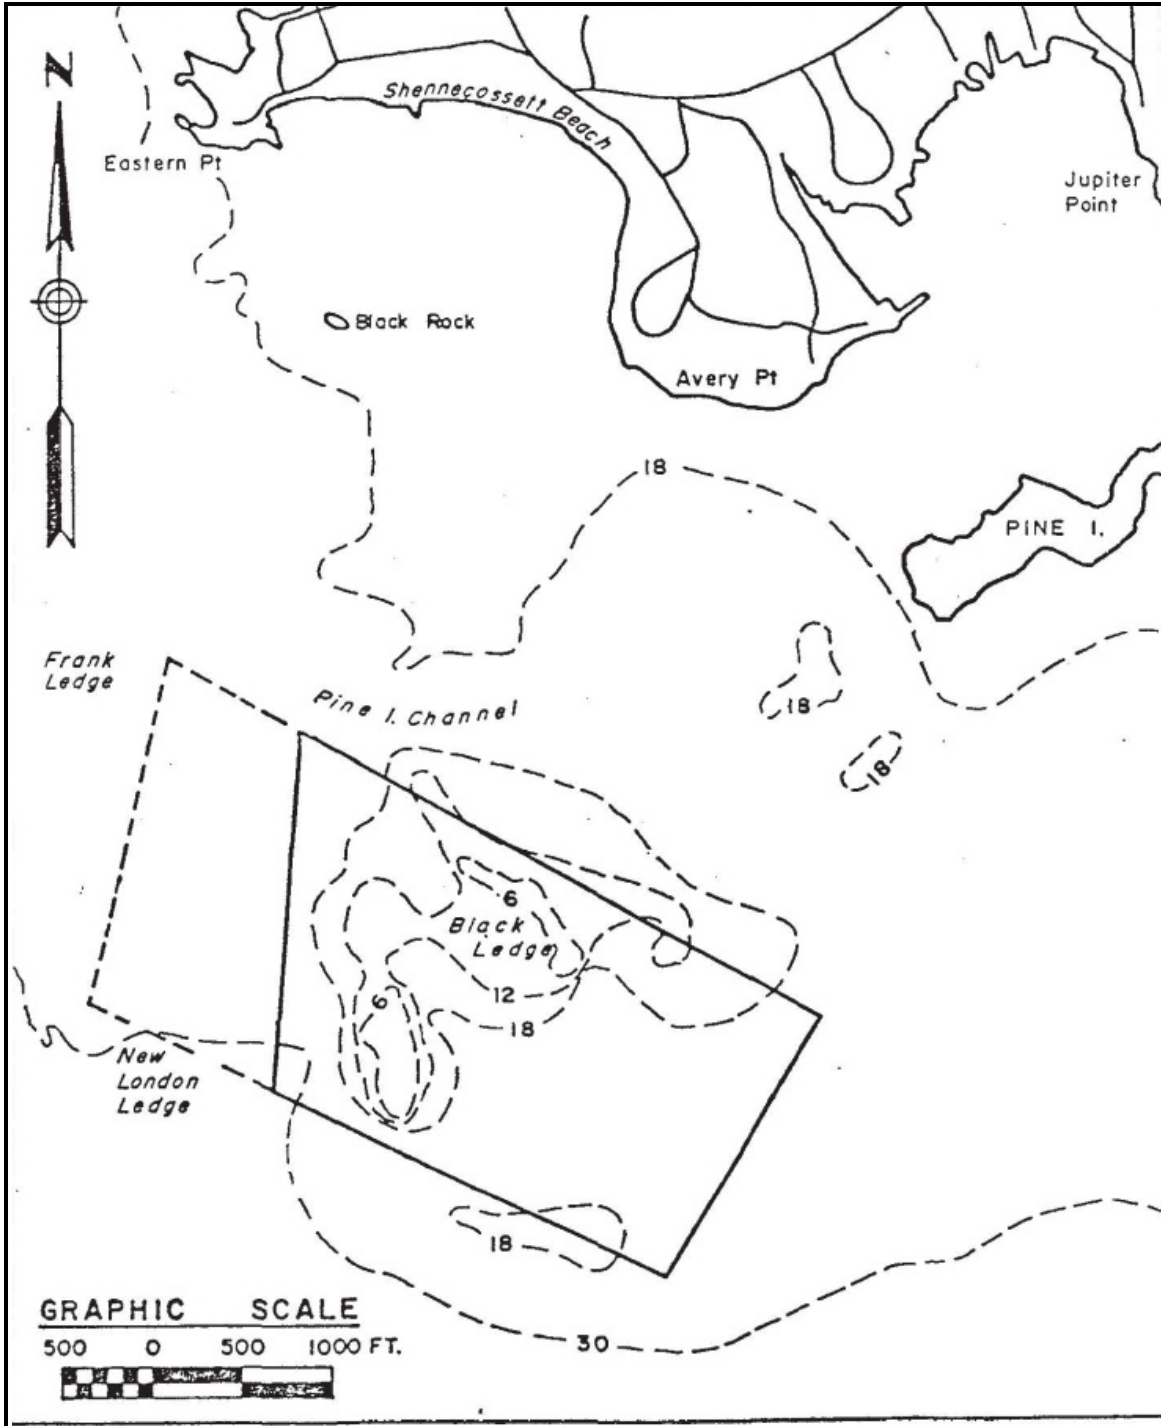 N
Shennecossett Beach
Eastern Pt
Jupiter
Point
Black Rock
Avery Pt
18
PINE I.
Frank
Ledge
Pine I. Channel
18
18
6
Black
Ledge
12
6
18
New
London
Ledge
18
30
GRAPHIC SCALE
500 0 500 1000 FT.